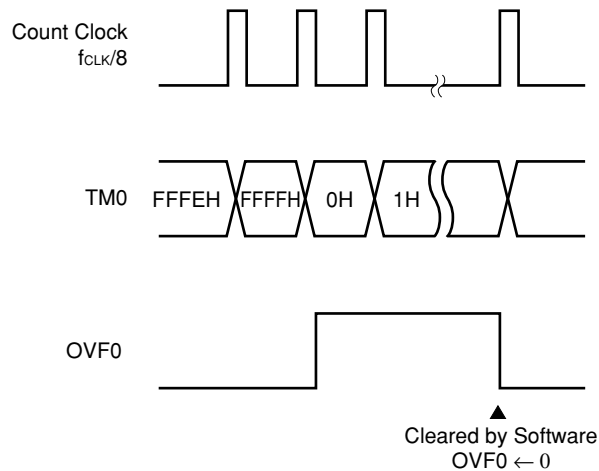 Count Clock
fCLK/8
TM0
FFFEH
FFFFH
0H
1H
OVF0
Cleared by Software
OVF0 ← 0